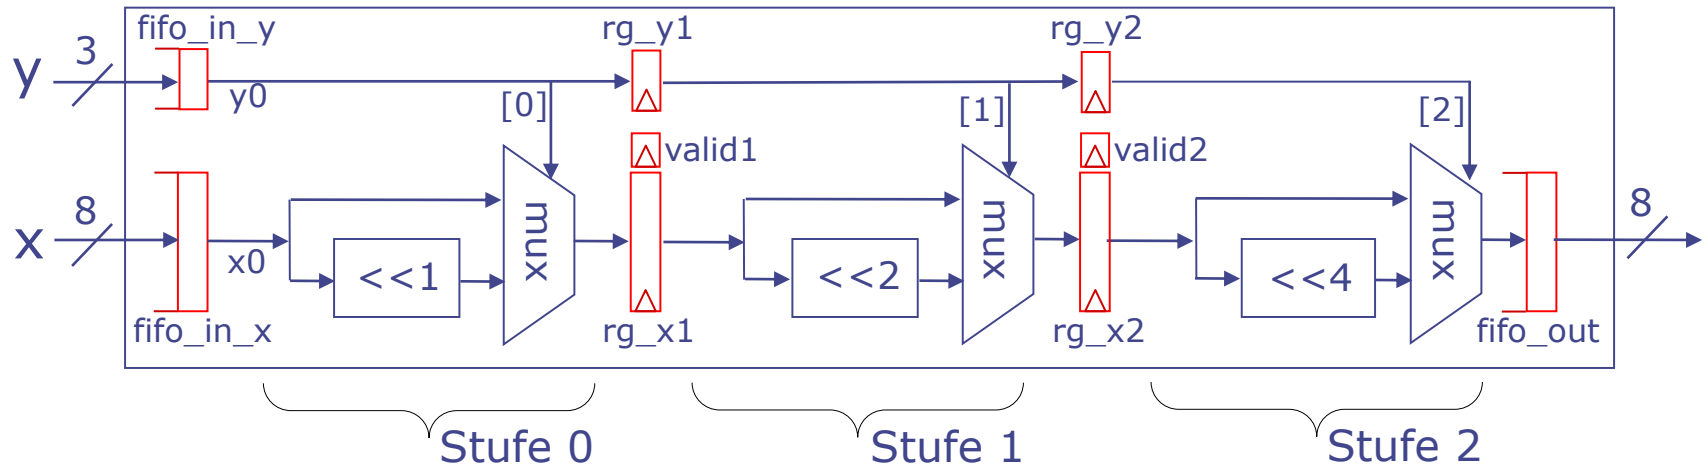 fifo_in_y
rg_y1
rg_y2
y
3
y0
[0]
[1]
[2]
valid1
valid2
x
8
x0
<<1
mux
<<2
mux
<<4
mux
8
fifo_in_x
rg_x1
rg_x2
fifo_out
Stufe 0
Stufe 1
Stufe 2